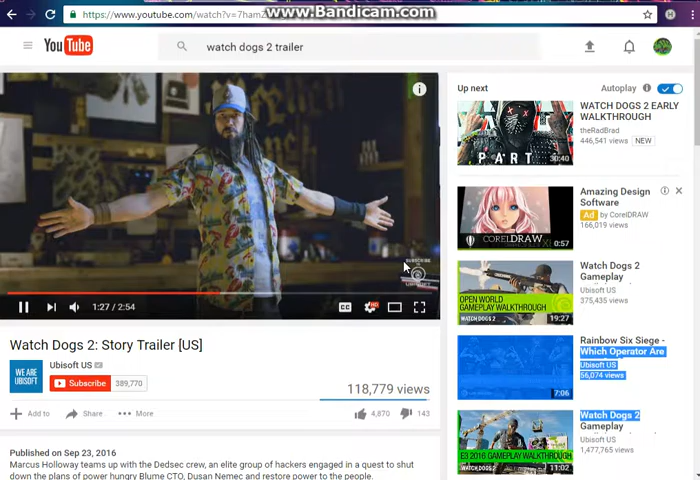 https://www.youtube.com/watch?v=7ham
www.Bandicam.com
H
YouTube
watch dogs 2 trailer
SUBSCRIBE
UBISOFT
1:27 / 2:54
CC
HD
Watch Dogs 2: Story Trailer [US]
WE ARE
UBISOFT
Ubisoft US
Subscribe
389,770
118,779 views
Add to
Share
More
4,670
143
Published on Sep 23, 2016
Marcus Holloway teams up with the Dedsec crew, an elite group of hackers engaged in a quest to shut
down the plans of power hungry Blume CTO, Dusan Nemec and restore power to the people.
Up next
Autoplay
PART
30:40
WATCH DOGS 2 EARLY
WALKTHROUGH
theRadBrad
446,541 views
NEW
CORELDRAW
0:57
Amazing Design
Software
Ad by CorelDRAW
166,019 views
OPEN WORLD
GAMEPLAY WALKTHROUGH
WATCH DOGS 2
19:27
Watch Dogs 2
Gameplay
Ubisoft US
375,435 views
7:06
Rainbow Six Siege -
Which Operator Are
Ubisoft US
56,074 views
E3 2016 GAMEPLAY WALKTHROUGH
WATCH DOGS 2
11:02
Watch Dogs 2
Gameplay
Ubisoft US
1,477,765 views